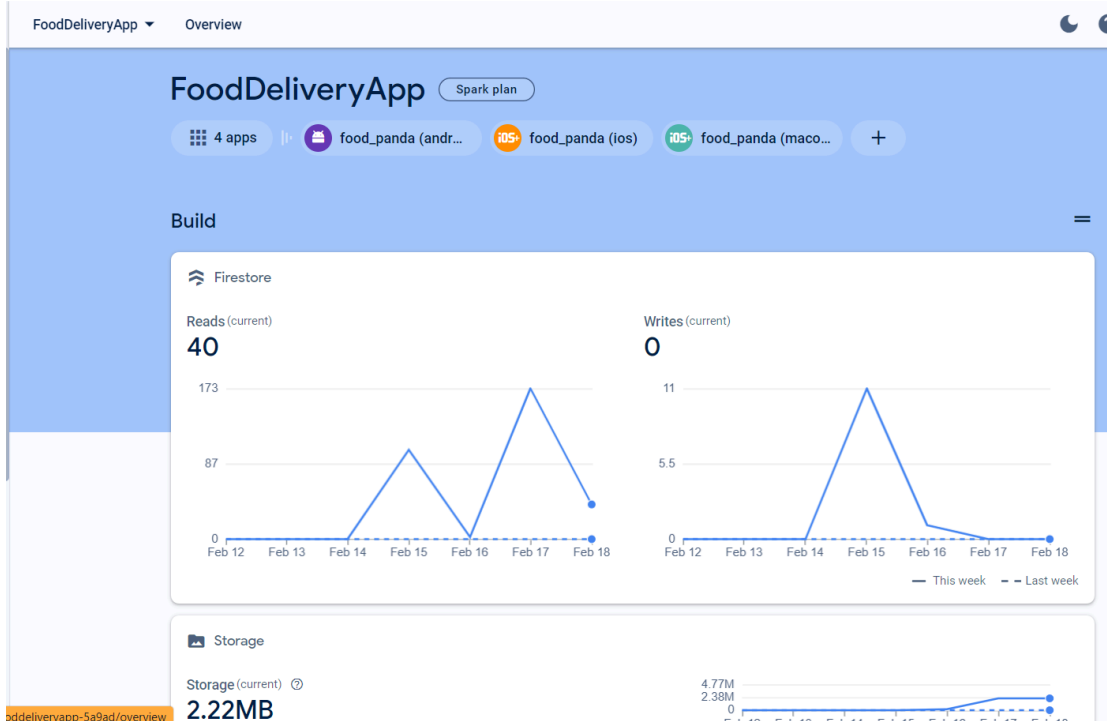 FoodDeliveryApp Overview
FoodDeliveryApp Spark plan
4 apps food_panda (andr... iOS+ food_panda (ios) iOS+ food_panda (maco... +
Build
Firestore
Reads (current) Writes (current)
40 0
173 11
87 5.5
0 0
Feb 12 Feb 13 Feb 14 Feb 15 Feb 16 Feb 17 Feb 18 Feb 12 Feb 13 Feb 14 Feb 15 Feb 16 Feb 17 Feb 18
This week Last week
Storage
Storage (current)
4.77M
2.38M
0
2.22MB
oddeliveryapp-5a9ad/overview